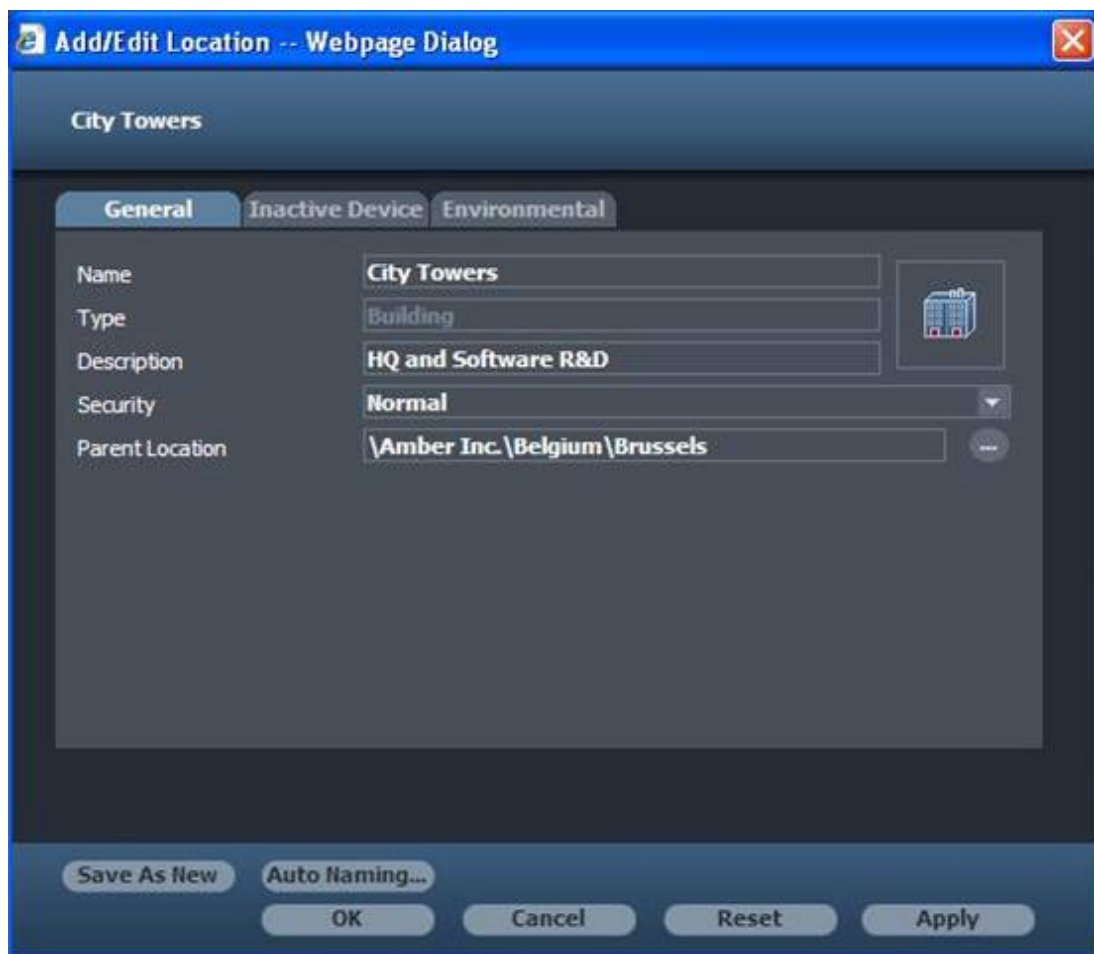 Add/Edit Location -- Webpage Dialog
City Towers
General Inactive Device Environmental
Name City Towers
Type Building
Description HQ and Software R&D
Security Normal
Parent Location \Amber Inc.\Belgium\Brussels ...
Save As New Auto Naming...
OK Cancel Reset Apply